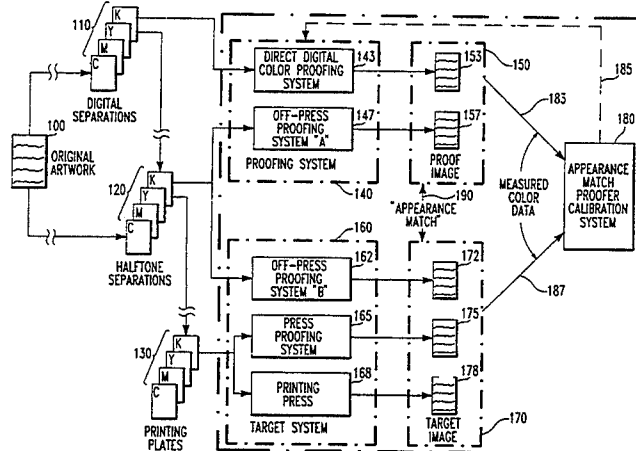 110
K
Y
M
C
DIGITAL
SEPARATIONS
100
ORIGINAL
ARTWORK
120
K
Y
M
C
HALFTONE
SEPARATIONS
130
K
Y
M
C
PRINTING
PLATES
DIRECT DIGITAL
COLOR PROOFING
SYSTEM
143
OFF-PRESS
PROOFING
SYSTEM "A"
147
PROOFING SYSTEM
140
153
150
157
PROOF
IMAGE
190
"APPEARANCE
MATCH"
185
183
180
APPEARANCE
MATCH PROOFER
CALIBRATION
SYSTEM
MEASURED
COLOR
DATA
187
160
OFF-PRESS
PROOFING
SYSTEM "B"
162
PRESS
PROOFING
SYSTEM
165
PRINTING
PRESS
168
TARGET SYSTEM
172
175
178
TARGET
IMAGE
170